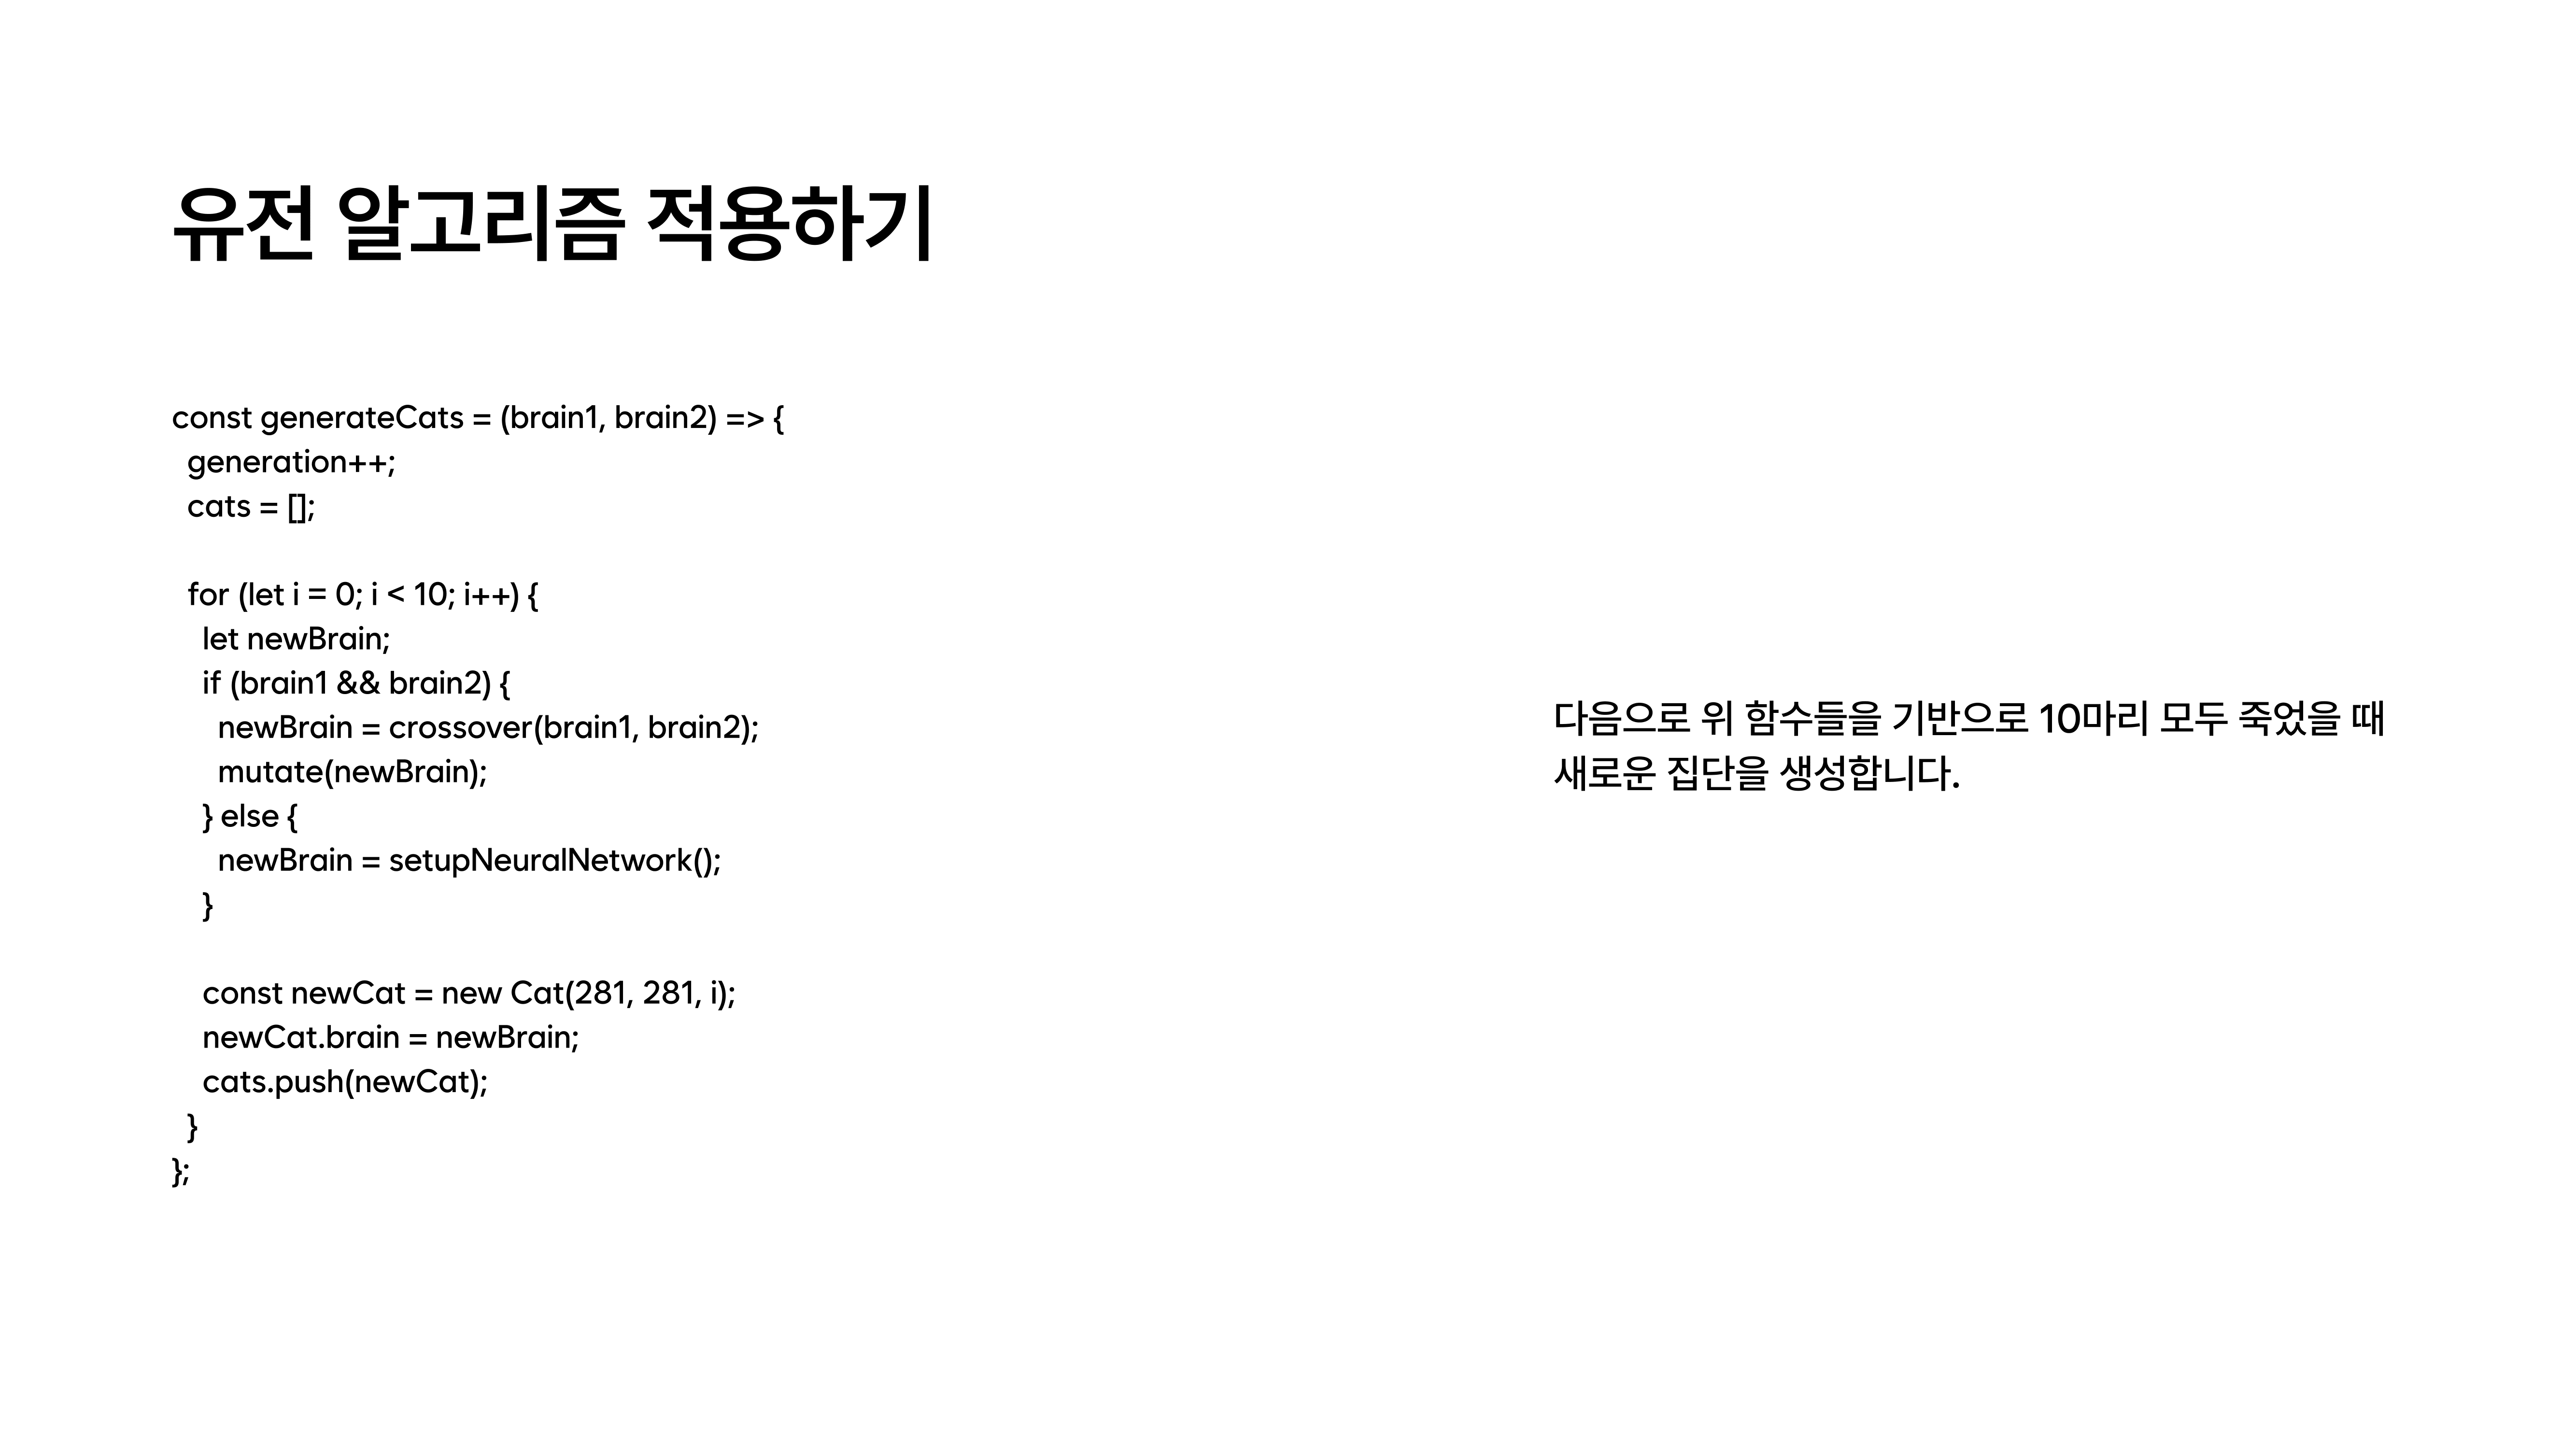 유전 알고리즘 적용하기
const generateCats = (brain1, brain2) => {
generation++;
cats = [];
for (let i = 0; i < 10; i++) {
let newBrain;
if (brain1 && brain2) {
newBrain = crossover(brain1, brain2);
mutate(newBrain);
} else {
newBrain = setupNeuralNetwork();
}
const newCat = new Cat(281, 281, i);
newCat.brain = newBrain;
cats.push(newCat);
}
};
다음으로 위 함수들을 기반으로 10마리 모두 죽었을 때
새로운 집단을 생성합니다.